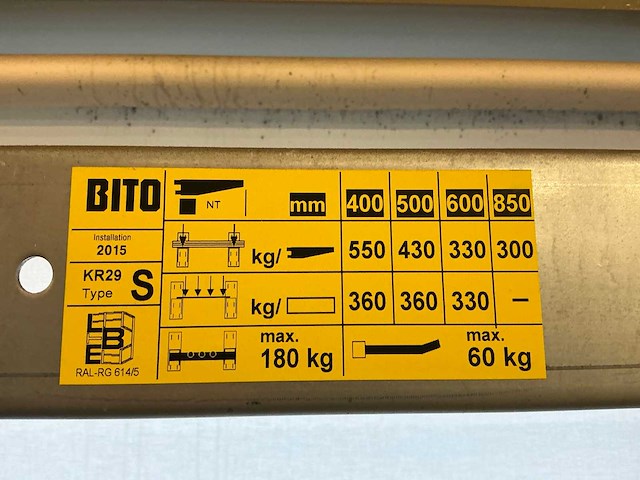 BITO NT mm 400 500 600 850
Installation
2015
kg/ 550 430 330 300
KR29
Type S
kg/ 360 360 330 –
LBE
RAL-RG 614/5
max.
180 kg
max.
60 kg